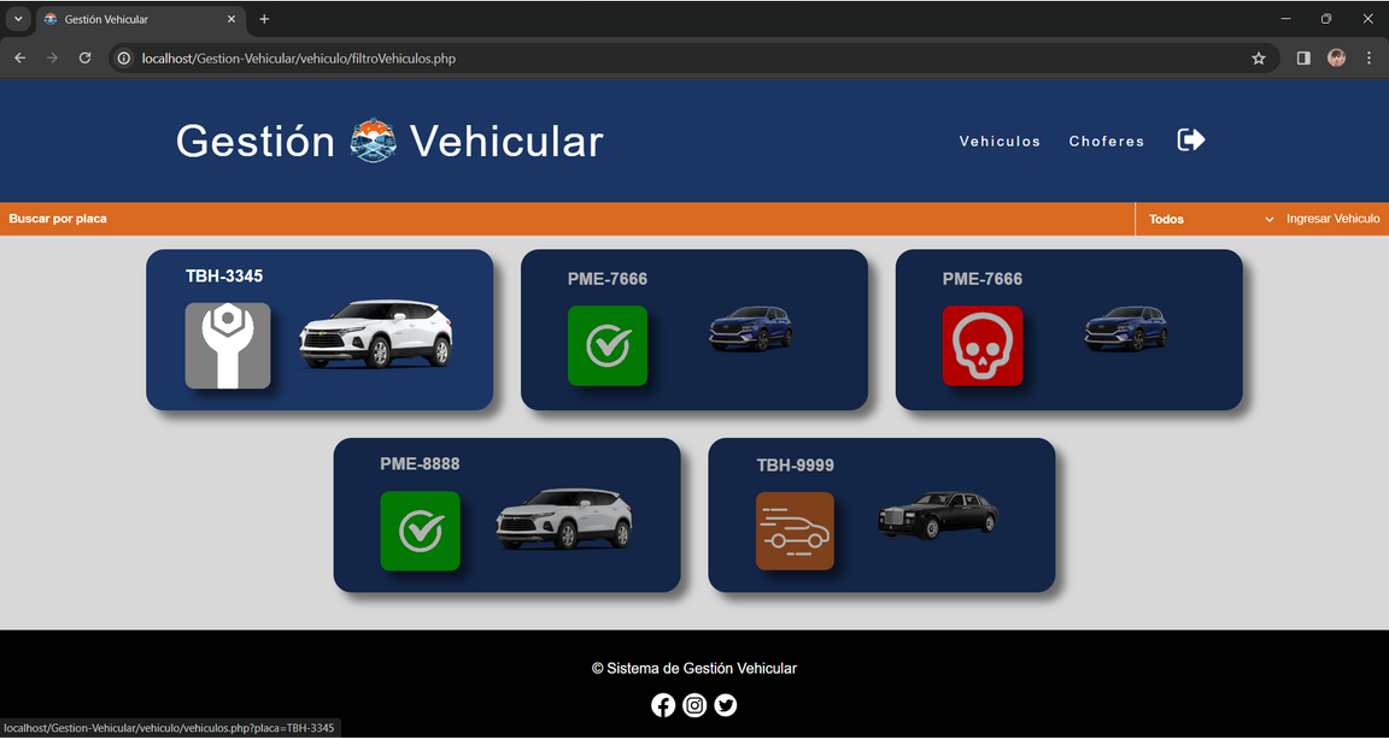 Gestión Vehicular
localhost/Gestion-Vehicular/vehiculo/filtroVehiculos.php
Gestión Vehicular
Vehiculos Choferes
Buscar por placa
Todos
Ingresar Vehiculo
TBH-3345
PME-7666
PME-7666
PME-8888
TBH-9999
© Sistema de Gestión Vehicular
localhost/Gestion-Vehicular/vehiculo/vehiculos.php?placa=TBH-3345